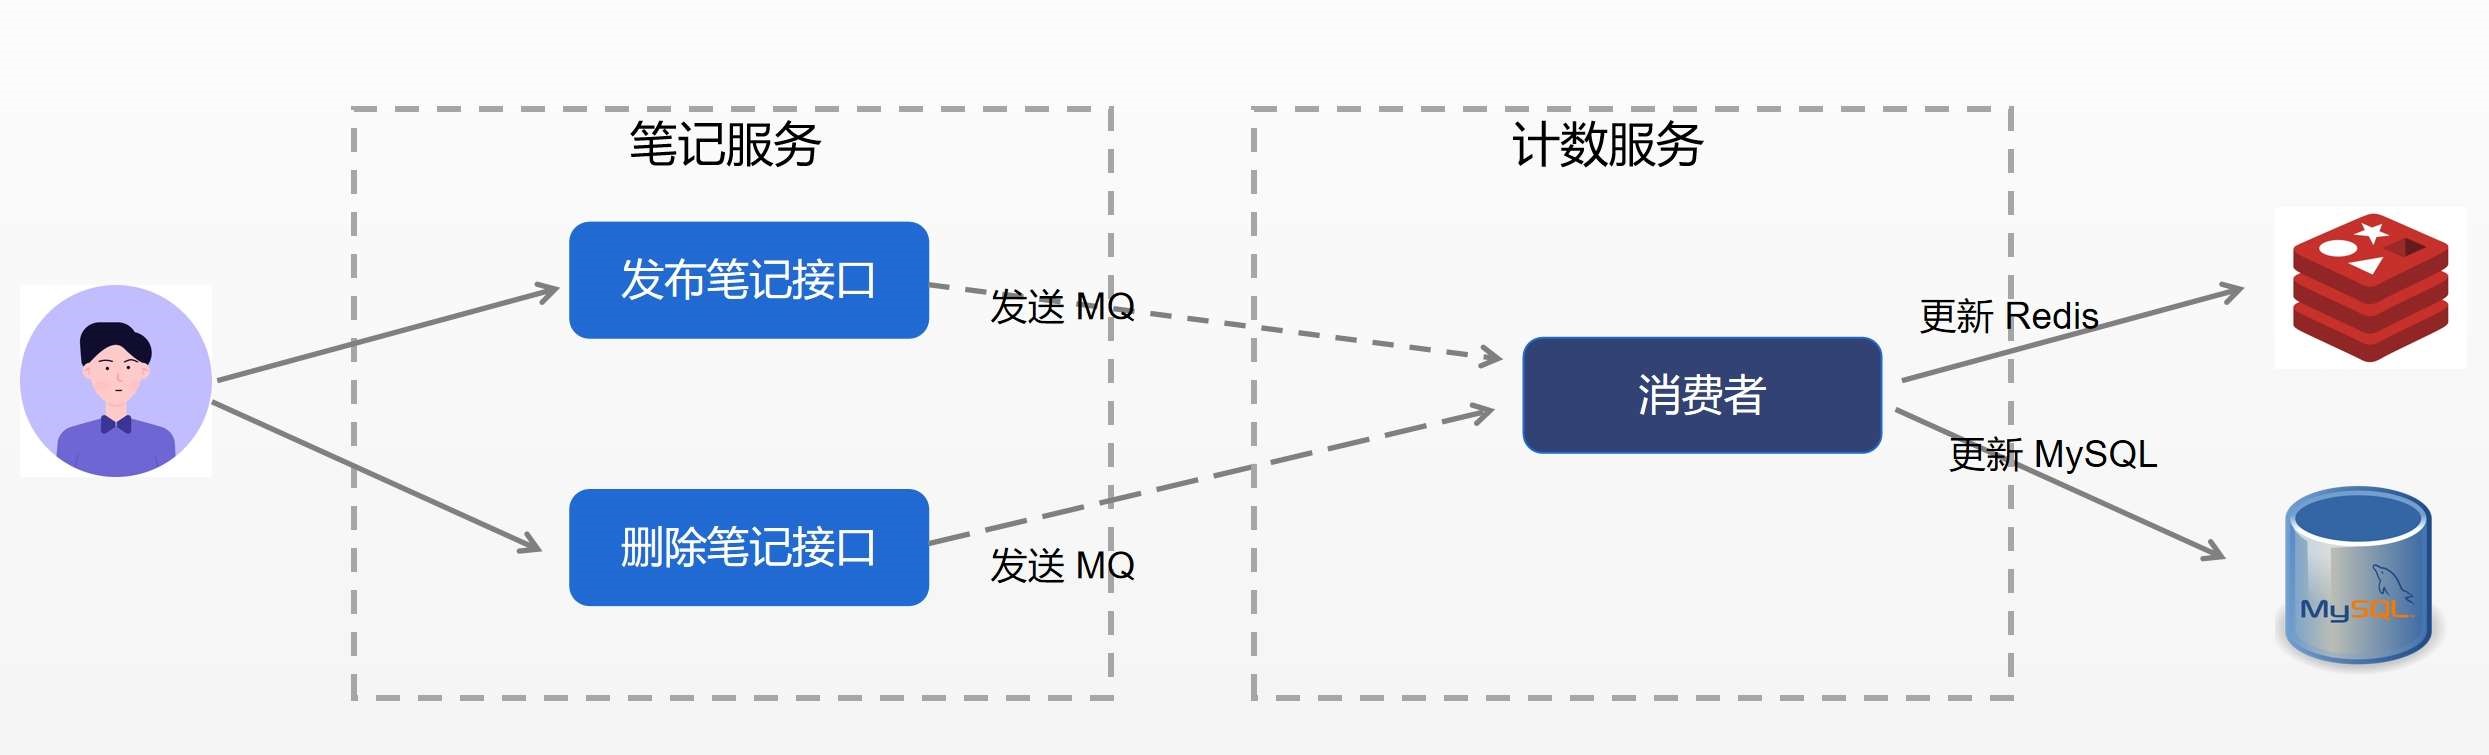 笔记服务
计数服务
发布笔记接口
发送 MQ
更新 Redis
消费者
更新 MySQL
删除笔记接口
发送 MQ
MySQL